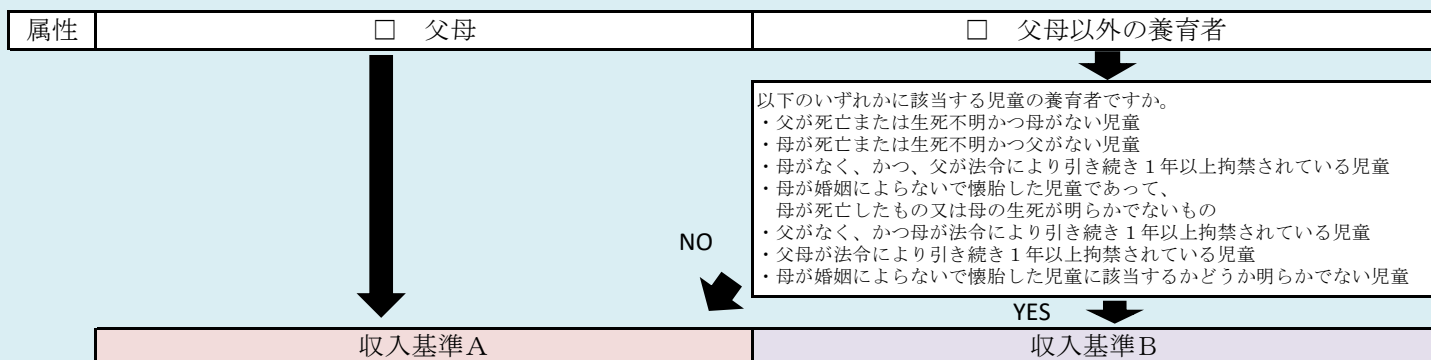 属性
□　父母
□　父母以外の養育者
以下のいずれかに該当する児童の養育者ですか。
・父が死亡または生死不明かつ母がない児童
・母が死亡または生死不明かつ父がない児童
・母がなく、かつ、父が法令により引き続き１年以上拘禁されている児童
・母が婚姻によらないで懐胎した児童であって、
　母が死亡したもの又は母の生死が明らかでないもの
・父がなく、かつ母が法令により引き続き１年以上拘禁されている児童
・父母が法令により引き続き１年以上拘禁されている児童
・母が婚姻によらないで懐胎した児童に該当するかどうか明らかでない児童
NO
YES
収入基準Ａ
収入基準Ｂ